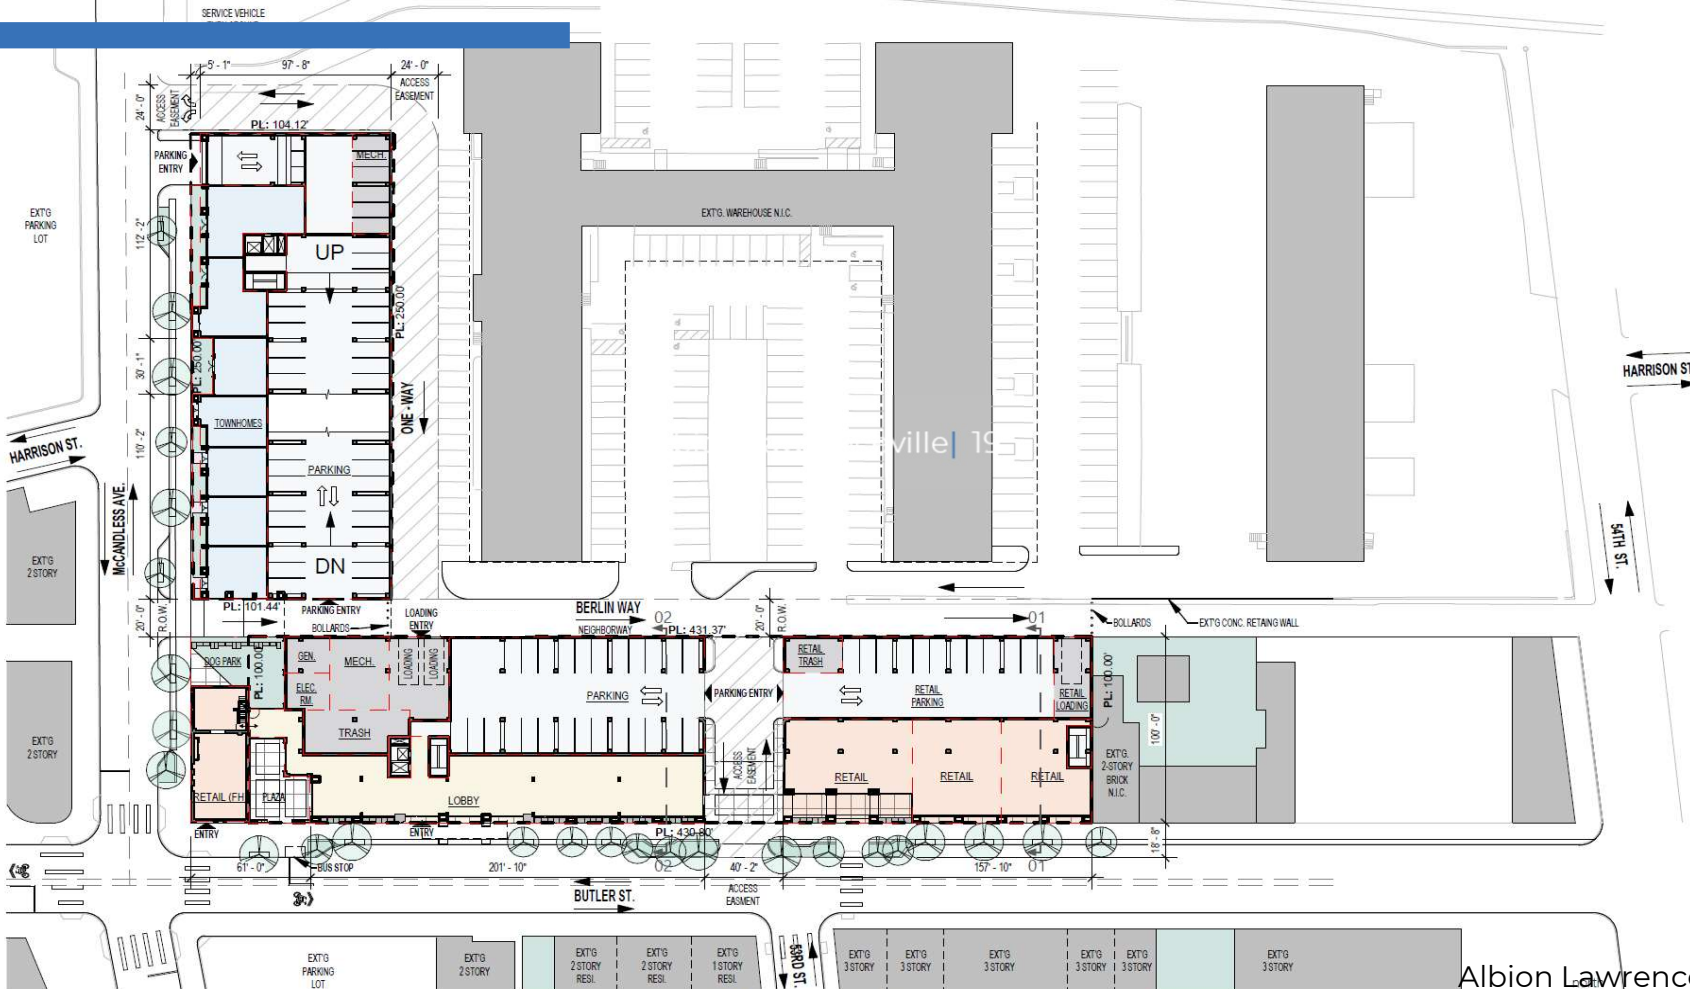 SERVICE VEHICLE
5' - 1"
97' - 8"
24' - 0"
ACCESS
EASEMENT
24' - 0"
ACCESS
EASEMENT
PL: 104.12'
PARKING
ENTRY
MECH.
EXT'G
PARKING
LOT
EXT'G. WAREHOUSE N.I.C.
112' - 2"
UP
PL: 250.00'
PL: 250.00'
30' - 1"
HARRISON ST.
ONE - WAY
TOWNHOMES
110' - 2"
ville| 19
HARRISON ST.
PARKING
McCANDLESS AVE.
54TH ST.
EXT'G
2 STORY
DN
PL: 101.44'
PARKING ENTRY
20' - 0"
R.O.W.
BOLLARDS
LOADING
ENTRY
BERLIN WAY
NEIGHBORWAY
02
PL: 431.37'
20' - 0"
R.O.W.
01
BOLLARDS
EXT'G CONC. RETAING WALL
DOG PARK
PL: 100.00'
GEN.
MECH.
LOADING
LOADING
ELEC.
RM.
PARKING
PARKING ENTRY
RETAIL
TRASH
RETAIL
PARKING
RETAIL
LOADING
PL: 100.00'
100' - 0"
EXT'G
2 STORY
TRASH
ACCESS
EASEMENT
EXT'G.
2-STORY
BRICK
N.I.C.
RETAIL
RETAIL
RETAIL
RETAIL (FH
PLAZA
LOBBY
ENTRY
ENTRY
PL: 430.80'
18' - 8"
61' - 0"
BUS STOP
201' - 10"
02
40' - 2"
157' - 10"
01
BUTLER ST.
ACCESS
EASMENT
53RD ST.
EXT'G
PARKING
LOT
EXT'G
2 STORY
EXT'G
2 STORY
RESI.
EXT'G
2 STORY
RESI.
EXT'G
1 STORY
RESI.
EXT'G
3 STORY
EXT'G
3 STORY
EXT'G
3 STORY
EXT'G
3 STORY
EXT'G
3 STORY
EXT'G
3 STORY
Albion Lawrence